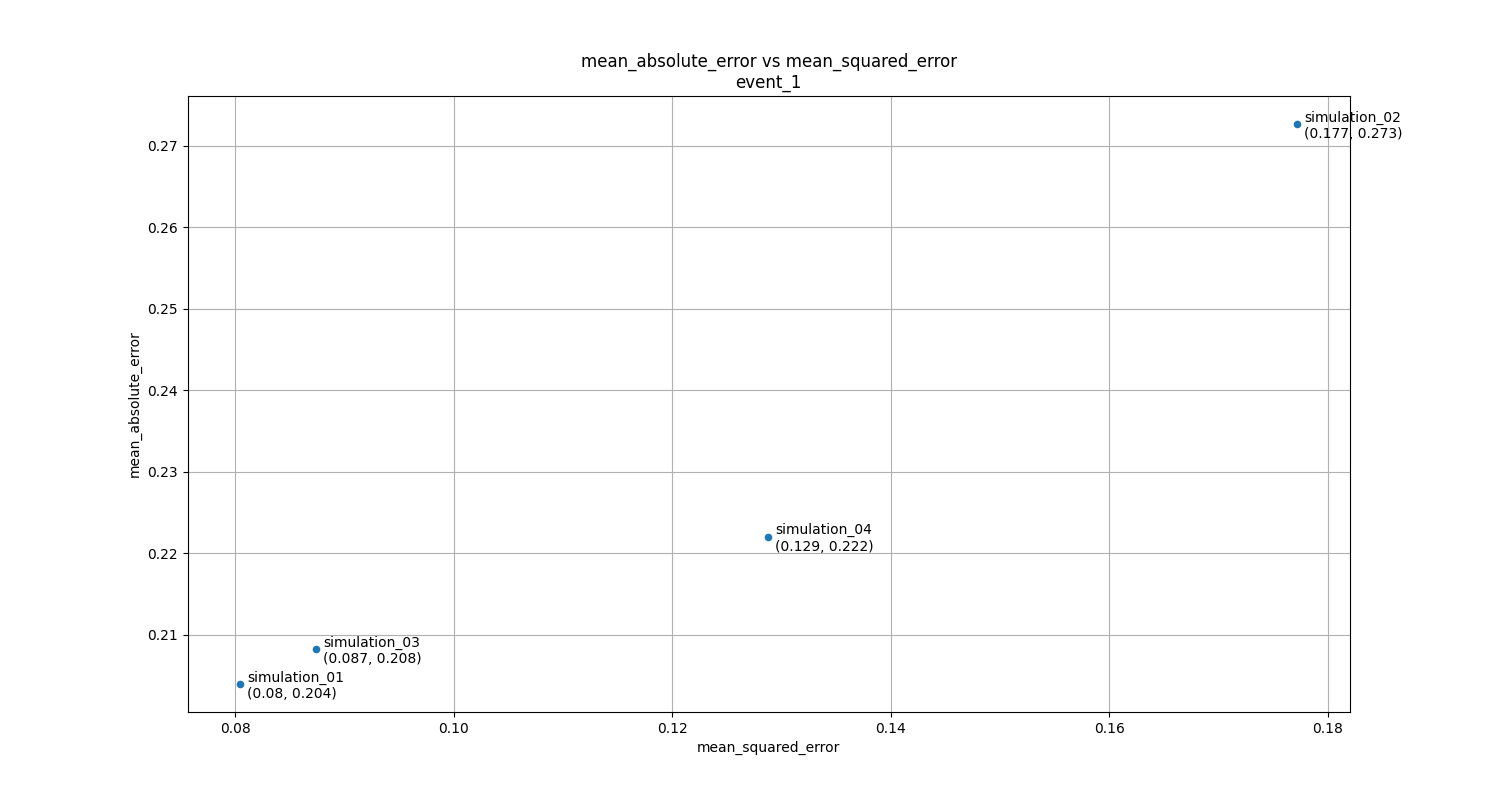 mean_absolute_error vs mean_squared_error
event_1
simulation_02
(0.177, 0.273)
0.27
0.26
0.25
0.24
0.23
0.22
0.21
mean_absolute_error
simulation_04
(0.129, 0.222)
simulation_03
(0.087, 0.208)
simulation_01
(0.08, 0.204)
0.08
0.10
0.12
0.14
0.16
0.18
mean_squared_error